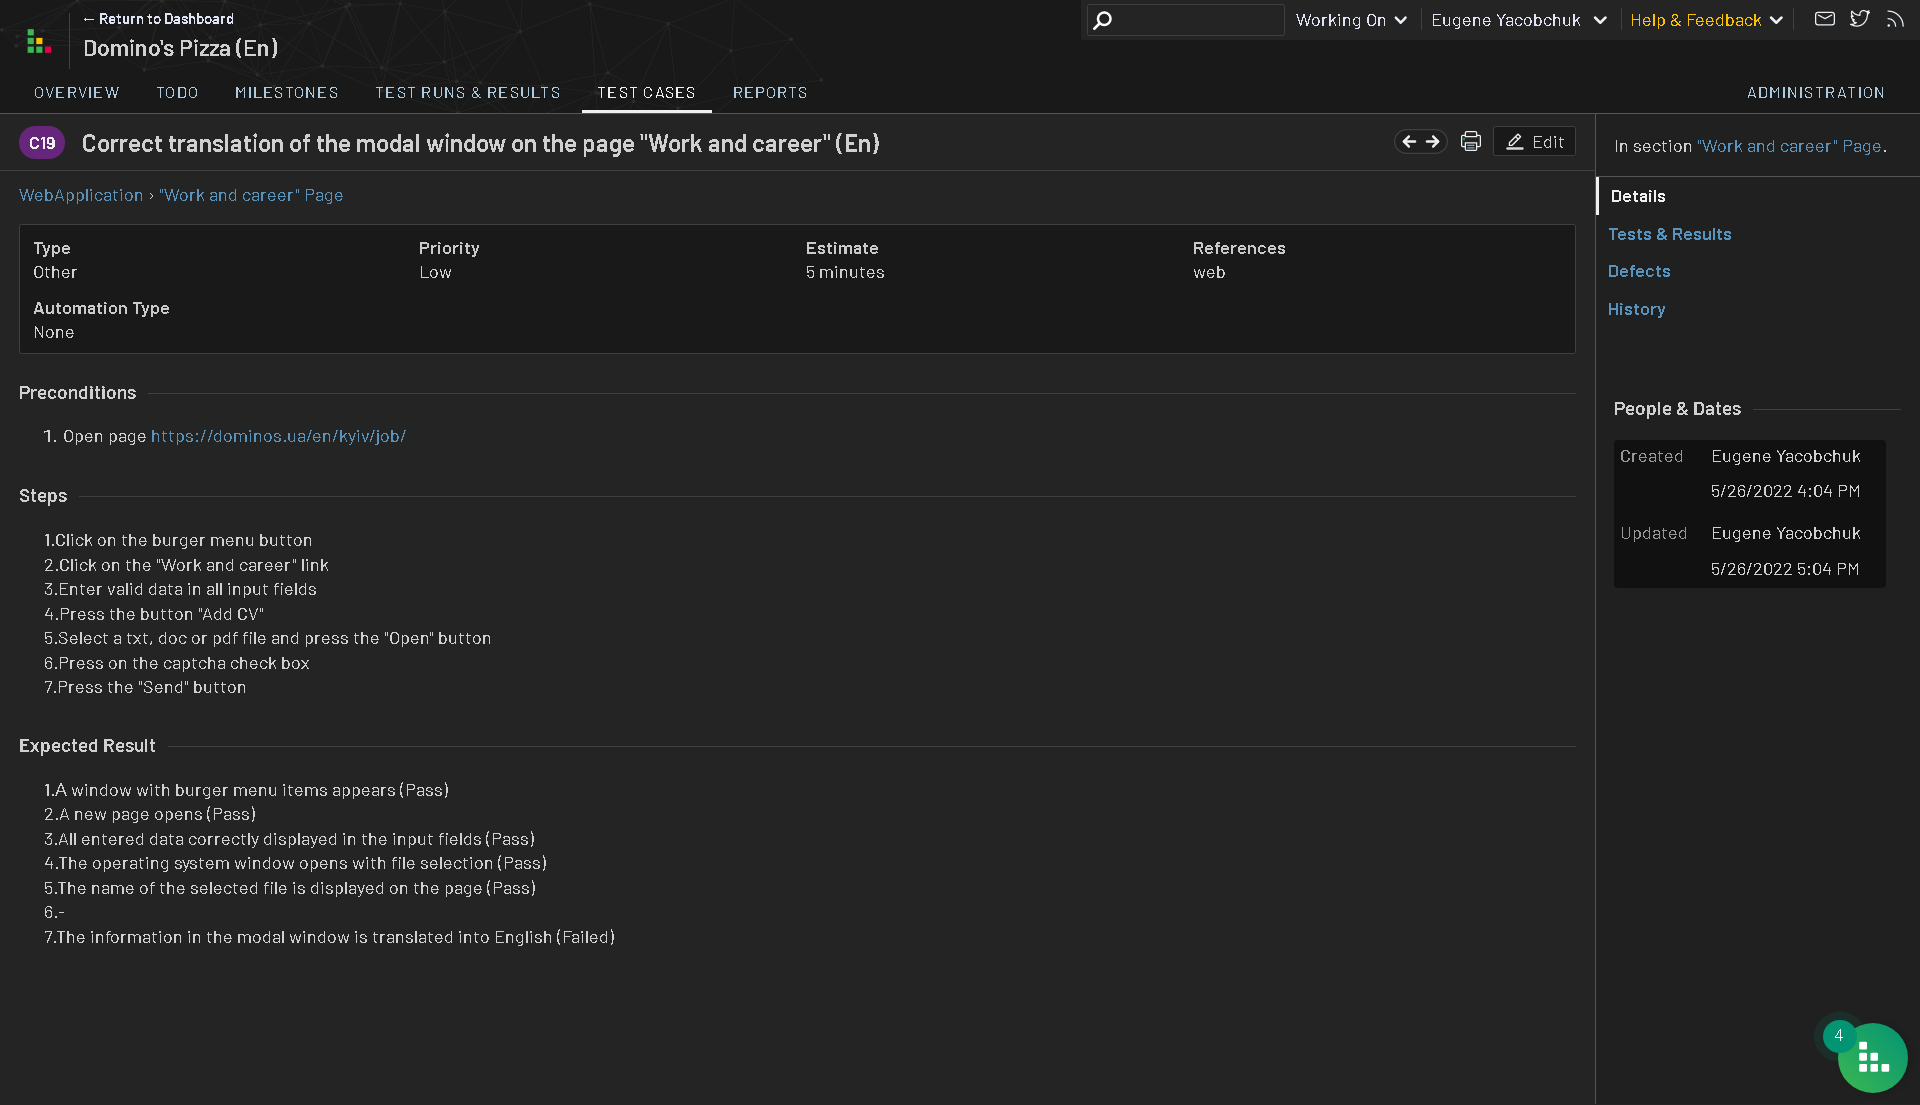 ← Return to Dashboard
Domino's Pizza (En)
Working On
Eugene Yacobchuk
Help & Feedback
OVERVIEW
TODO
MILESTONES
TEST RUNS & RESULTS
TEST CASES
REPORTS
ADMINISTRATION
C19
Correct translation of the modal window on the page "Work and career" (En)
Edit
WebApplication › "Work and career" Page
Type
Other
Priority
Low
Estimate
5 minutes
References
web
Automation Type
None
Preconditions
1. Open page https://dominos.ua/en/kyiv/job/
Steps
1.Click on the burger menu button
2.Click on the "Work and career" link
3.Enter valid data in all input fields
4.Press the button "Add CV"
5.Select a txt, doc or pdf file and press the "Open" button
6.Press on the captcha check box
7.Press the "Send" button
Expected Result
1.A window with burger menu items appears (Pass)
2.A new page opens (Pass)
3.All entered data correctly displayed in the input fields (Pass)
4.The operating system window opens with file selection (Pass)
5.The name of the selected file is displayed on the page (Pass)
6.-
7.The information in the modal window is translated into English (Failed)
In section "Work and career" Page.
Details
Tests & Results
Defects
History
People & Dates
Created
Eugene Yacobchuk
5/26/2022 4:04 PM
Updated
Eugene Yacobchuk
5/26/2022 5:04 PM
4